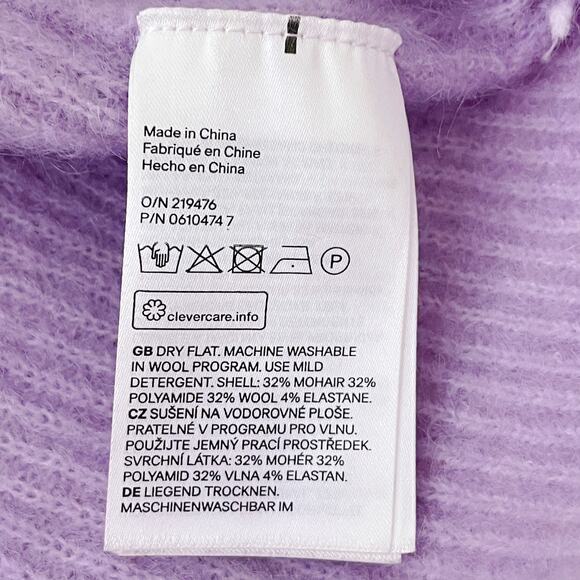 Made in China
Fabriqué en Chine
Hecho en China
O/N 219476
P/N 0610474 7
P
clevercare.info
GB DRY FLAT. MACHINE WASHABLE
IN WOOL PROGRAM. USE MILD
DETERGENT. SHELL: 32% MOHAIR 32%
POLYAMIDE 32% WOOL 4% ELASTANE.
CZ SUŠENÍ NA VODOROVNÉ PLOŠE.
PRATELNÉ V PROGRAMU PRO VLNU.
POUŽIJTE JEMNÝ PRACÍ PROSTŘEDEK.
SVRCHNÍ LÁTKA: 32% MOHÉR 32%
POLYAMID 32% VLNA 4% ELASTAN.
DE LIEGEND TROCKNEN.
MASCHINENWASCHBAR IM